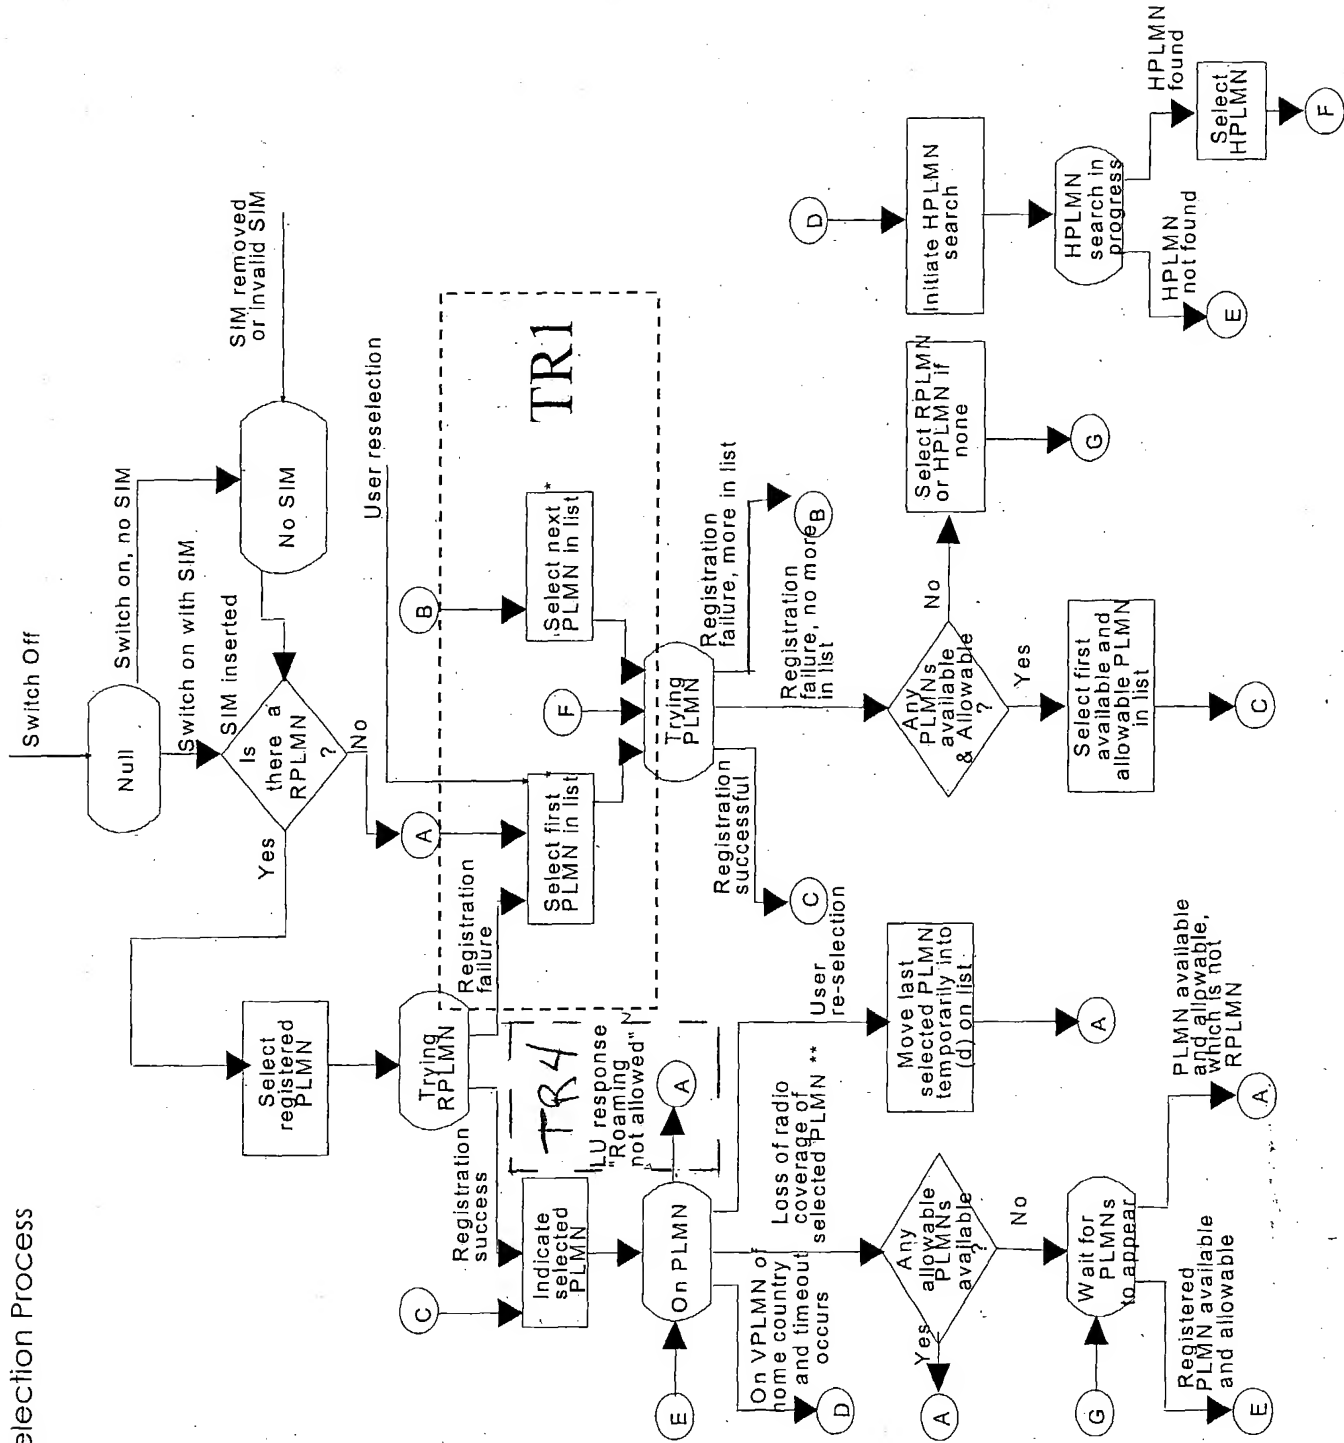 election Process
Switch Off
Null
Switch on, no SIM
Switch on with SIM
SIM inserted
SIM removed
or invalid SIM
No SIM
Is
there a
RPLMN
?
Yes
No
Select
registered
PLMN
Trying
RPLMN
Registration
failure
Registration
success
A
B
User reselection
Select first
PLMN in list
*
Select next
PLMN in list
*
TR1
F
Trying
PLMN
Registration
successful
C
Registration
failure, more in list
B
Registration
failure, no more
in list
Any
PLMNs
available
& Allowable
?
No
Yes
Select RPLMN
or HPLMN if
none
G
Select first
available and
allowable PLMN
in list
C
D
Initiate HPLMN
search
HPLMN
search in
progress
HPLMN
not found
E
HPLMN
found
Select
HPLMN
F
C
Indicate
selected
PLMN
TR4
LU response
"Roaming
not allowed"
A
E
On PLMN
On VPLMN of
home country
and timeout
occurs
D
Loss of radio
coverage of
selected PLMN **
User
re-selection
Move last
selected PLMN
temporarily into
(d) on list
A
Any
allowable
PLMNs
available
?
Yes
A
No
G
Wait for
PLMNs
to appear
Registered
PLMN available
and allowable
E
PLMN available
and allowable,
which is not
RPLMN
A